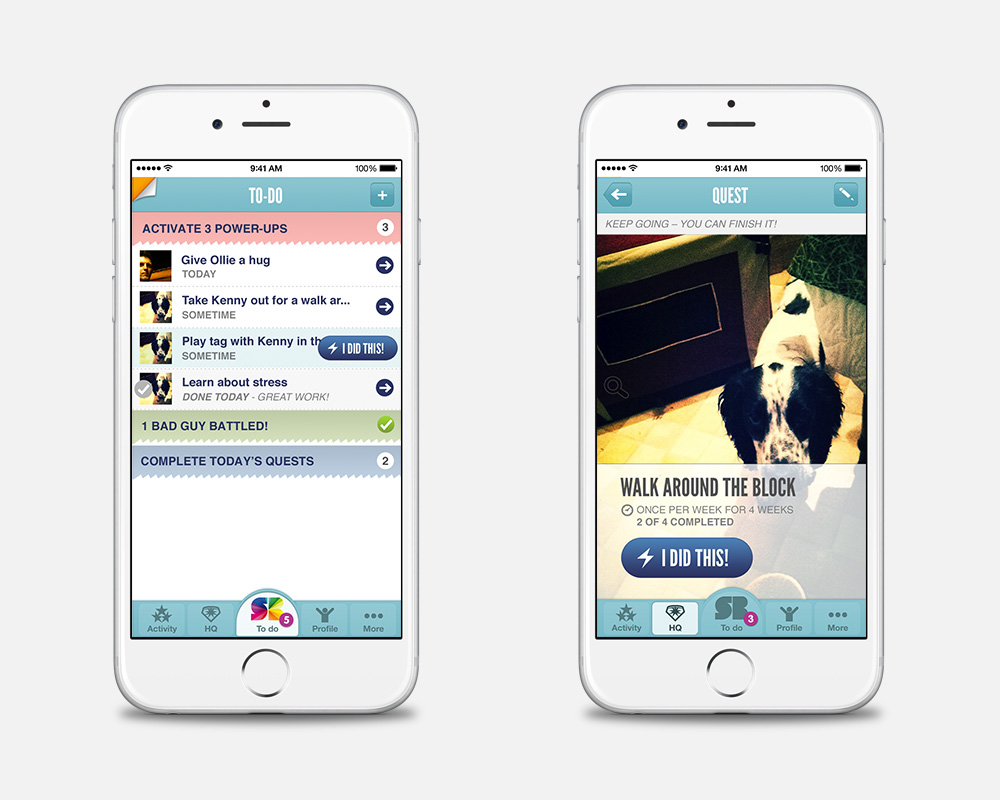 9:41 AM
100%
TO-DO
ACTIVATE 3 POWER-UPS
3
Give Ollie a hug
TODAY
Take Kenny out for a walk ar...
SOMETIME
Play tag with Kenny in th
I DID THIS!
SOMETIME
Learn about stress
DONE TODAY - GREAT WORK!
1 BAD GUY BATTLED!
COMPLETE TODAY'S QUESTS
2
Activity
HQ
SB
5
To do
Profile
More
9:41 AM
100%
QUEST
KEEP GOING – YOU CAN FINISH IT!
WALK AROUND THE BLOCK
ONCE PER WEEK FOR 4 WEEKS
2 OF 4 COMPLETED
I DID THIS!
Activity
HQ
SB
3
To do
Profile
More